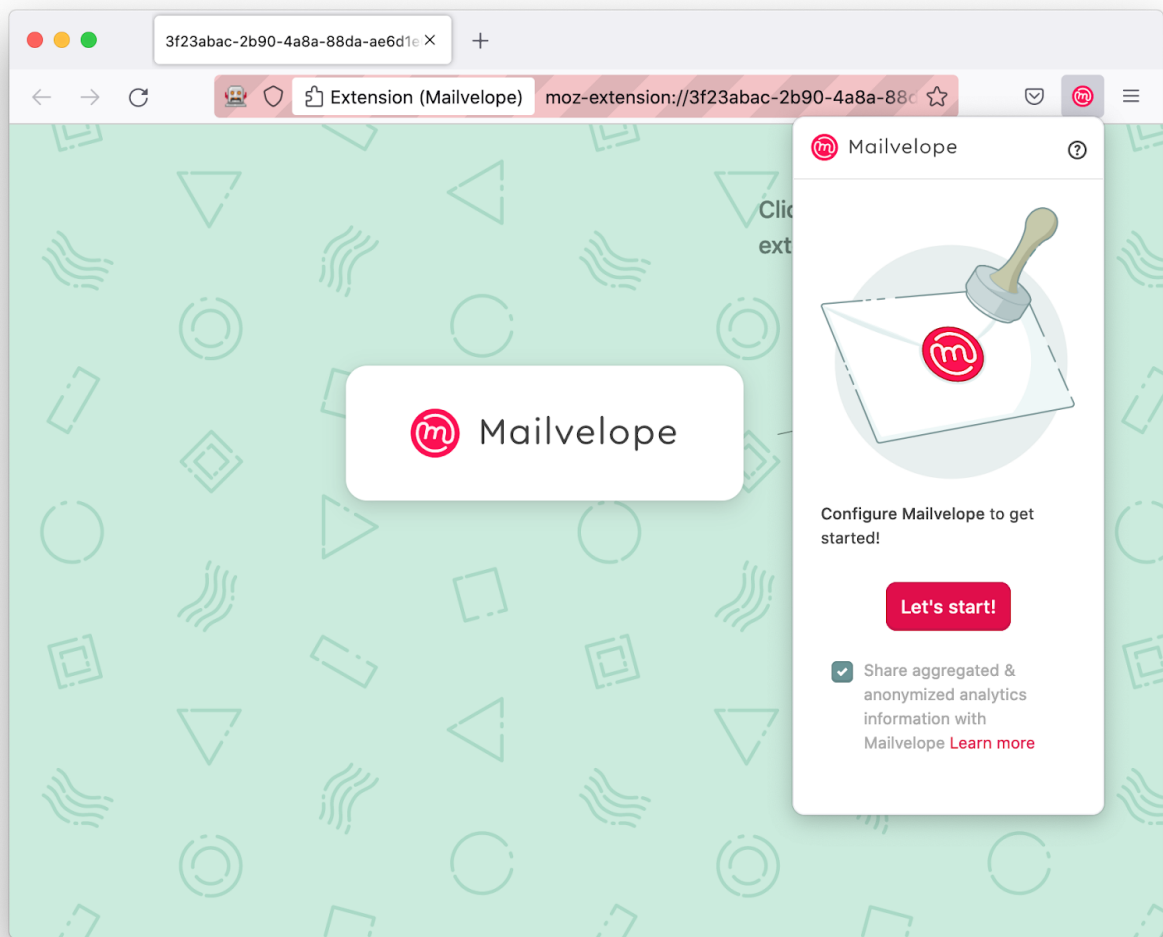 3f23abac-2b90-4a8a-88da-ae6d1e
Extension (Mailvelope)
moz-extension://3f23abac-2b90-4a8a-88d
Mailvelope
Mailvelope
Configure Mailvelope to get
started!
Let's start!
Share aggregated &
anonymized analytics
information with
Mailvelope Learn more